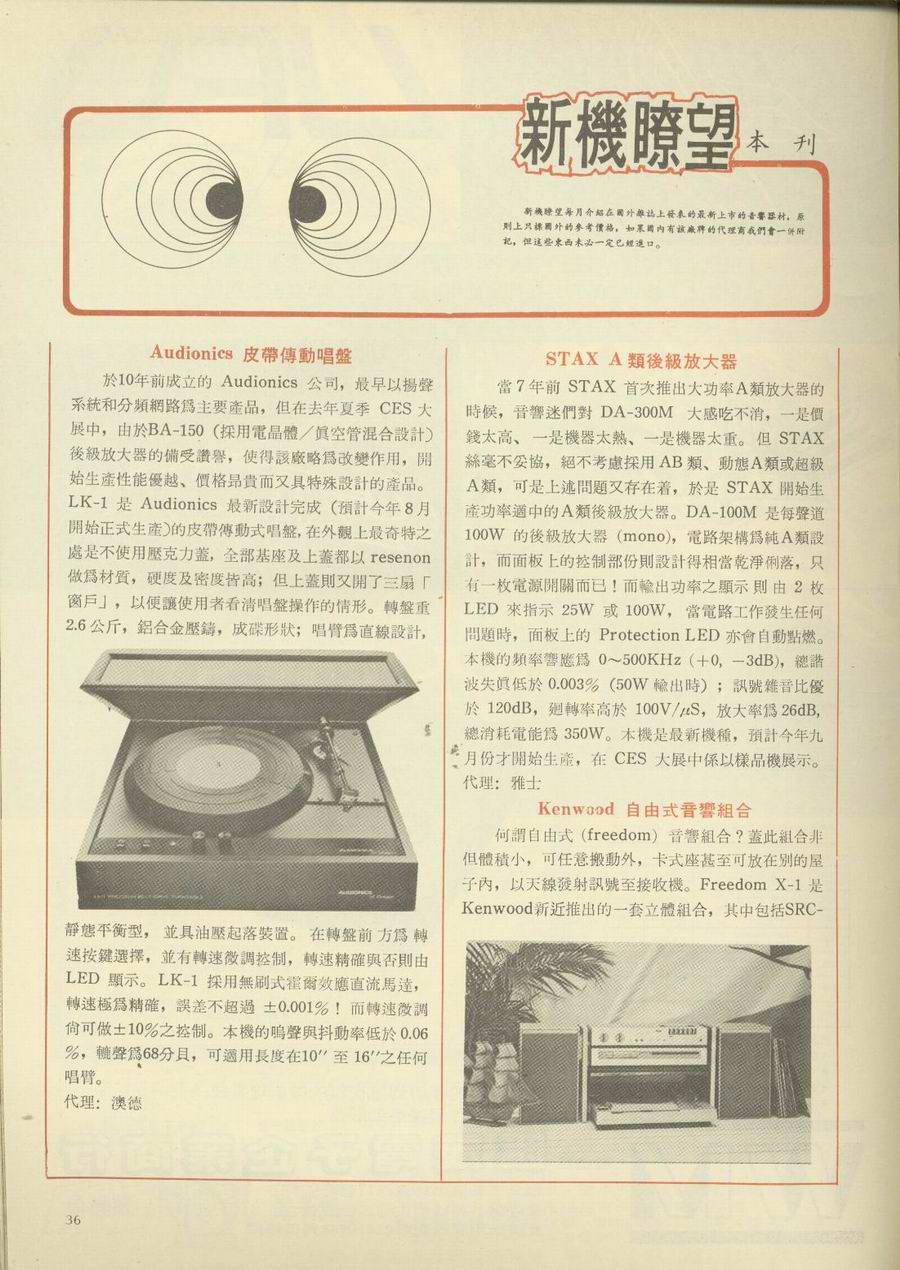 新機瞭望
本刊
新機瞭望每月介紹在國外雜誌上發表的最新上市的音響器材，原
則上只標國外的參考價格，如果國內有該廠牌的代理商我們會一併附
記，但這些東西未必一定已經進口。
Audionics 皮帶傳動唱盤
於10年前成立的 Audionics 公司，最早以揚聲
系統和分頻網路爲主要產品，但在去年夏季 CES 大
展中，由於BA-150（採用電晶體／眞空管混合設計）
後級放大器的備受讚譽，使得該廠略爲改變作用，開
始生產性能優越、價格昂貴而又具特殊設計的產品。
LK-1 是 Audionics 最新設計完成（預計今年8月
開始正式生產）的皮帶傳動式唱盤，在外觀上最奇特之
處是不使用壓克力蓋，全部基座及上蓋都以 resenon
做爲材質，硬度及密度皆高；但上蓋則又開了三扇「
窗戶」，以便讓使用者看清唱盤操作的情形。轉盤重
2.6公斤，鋁合金壓鑄，成碟形狀；唱臂爲直線設計，
AUDIONICS
靜態平衡型，並具油壓起落裝置。在轉盤前方爲轉
速按鍵選擇，並有轉速微調控制，轉速精確與否則由
LED 顯示。LK-1 採用無刷式霍爾效應直流馬達，
轉速極爲精確，誤差不超過 ±0.001%！而轉速微調
尙可做±10%之控制。本機的嗚聲與抖動率低於 0.06
%，轆聲爲68分貝，可適用長度在10″ 至 16″之任何
唱臂。
代理：澳德
STAX A 類後級放大器
當7年前 STAX 首次推出大功率A類放大器的
時候，音響迷們對 DA-300M 大感吃不消，一是價
錢太高、一是機器太熱、一是機器太重。但 STAX
絲毫不妥協，絕不考慮採用AB類、動態A類或超級
A類，可是上述問題又存在着，於是 STAX 開始生
產功率適中的A類後級放大器。DA-100M 是每聲道
100W 的後級放大器（mono），電路架構爲純A類設
計，而面板上的控制部份則設計得相當乾淨俐落，只
有一枚電源開關而已！而輸出功率之顯示則由 2 枚
LED 來指示 25W 或 100W，當電路工作發生任何
問題時，面板上的 Protection LED 亦會自動點燃。
本機的頻率響應爲 0～500KHz（+0, −3dB），總諧
波失眞低於 0.003%（50W輸出時）；訊號雜音比優
於 120dB，廻轉率高於 100V/μS，放大率爲26dB,
總消耗電能爲 350W。本機是最新機種，預計今年九
月份才開始生產，在 CES 大展中係以樣品機展示。
代理：雅士
Kenwood 自由式音響組合
何謂自由式（freedom）音響組合？蓋此組合非
但體積小，可任意搬動外，卡式座甚至可放在別的屋
子內，以天線發射訊號至接收機。Freedom X-1 是
Kenwood新近推出的一套立體組合，其中包括SRC-
36